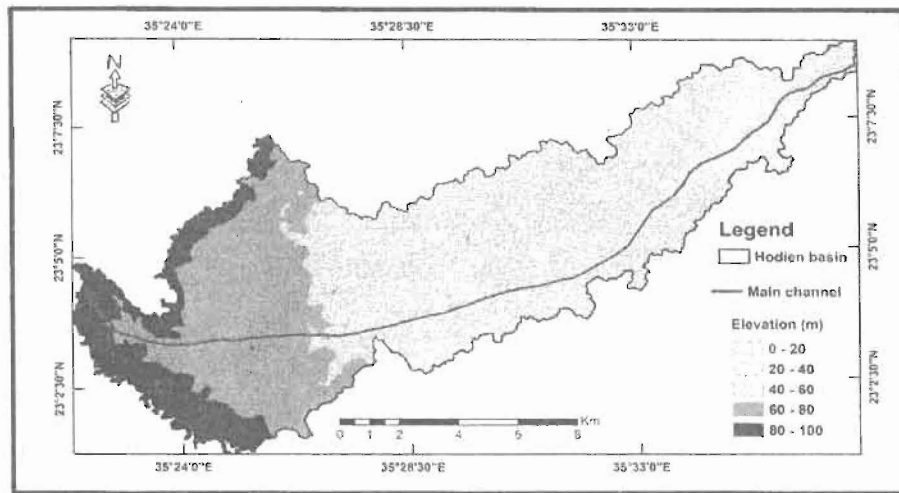 35°24'0"E 35°28'30"E 35°33'0"E
N
23°7'30"N 23°7'30"N
23°5'0"N 23°5'0"N
23°2'30"N 23°2'30"N
Legend
Hodien basin
Main channel
Elevation (m)
0 - 20
20 - 40
40 - 60
60 - 80
80 - 100
Km
0 1 2 4
35°24'0"E 35°28'30"E 35°33'0"E